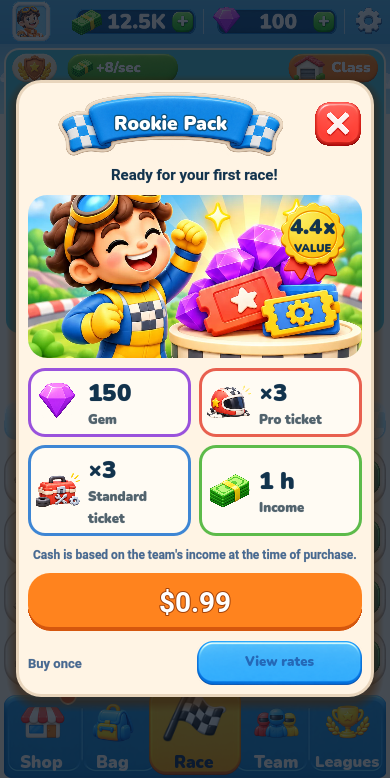 12.5K
100
+8/sec
Class
Rookie Pack
Ready for your first race!
4.4x
VALUE
150
Gem
×3
Pro ticket
×3
Standard
ticket
1 h
Income
Cash is based on the team's income at the time of purchase.
$0.99
Buy once
View rates
Shop
Bag
Race
Team
Leagues